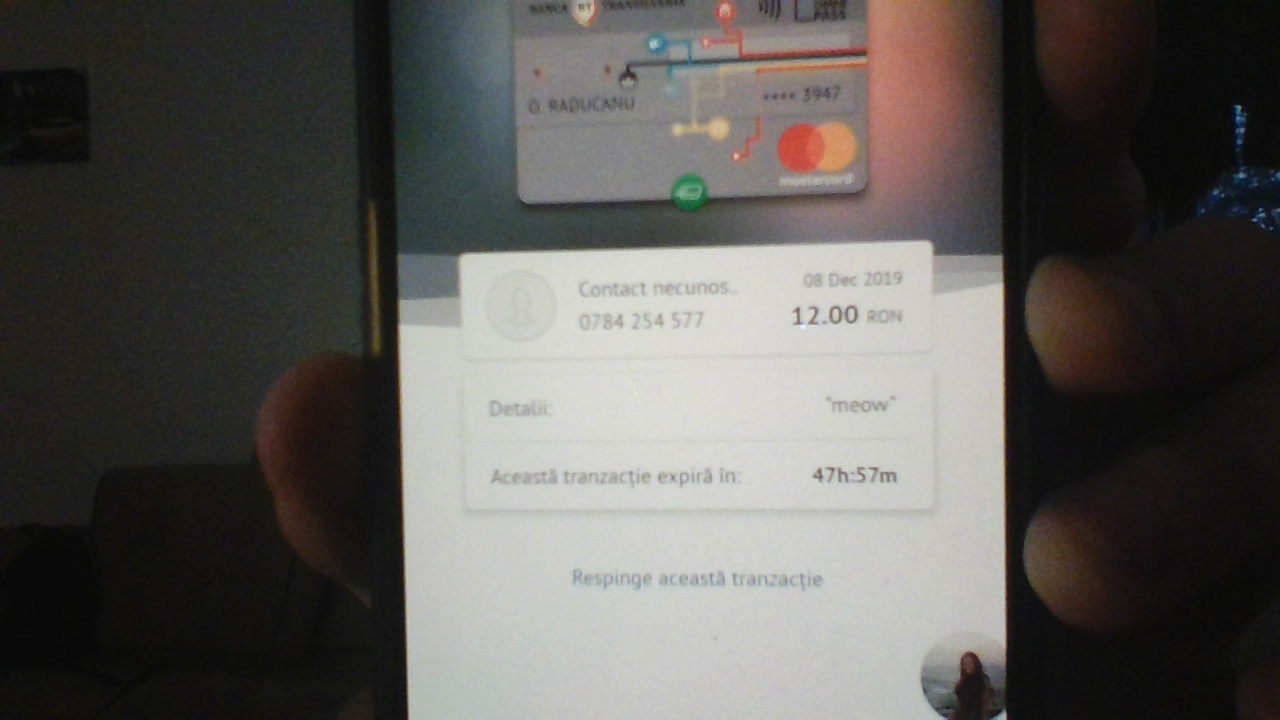 BANCA BT TRANSILVANIA
PASS
O. RADUCANU
**** 3947
mastercard
Contact necunos..
08 Dec 2019
0784 254 577
12.00 RON
Detalii:
"meow"
Această tranzacție expiră în:
47h:57m
Respinge această tranzacție